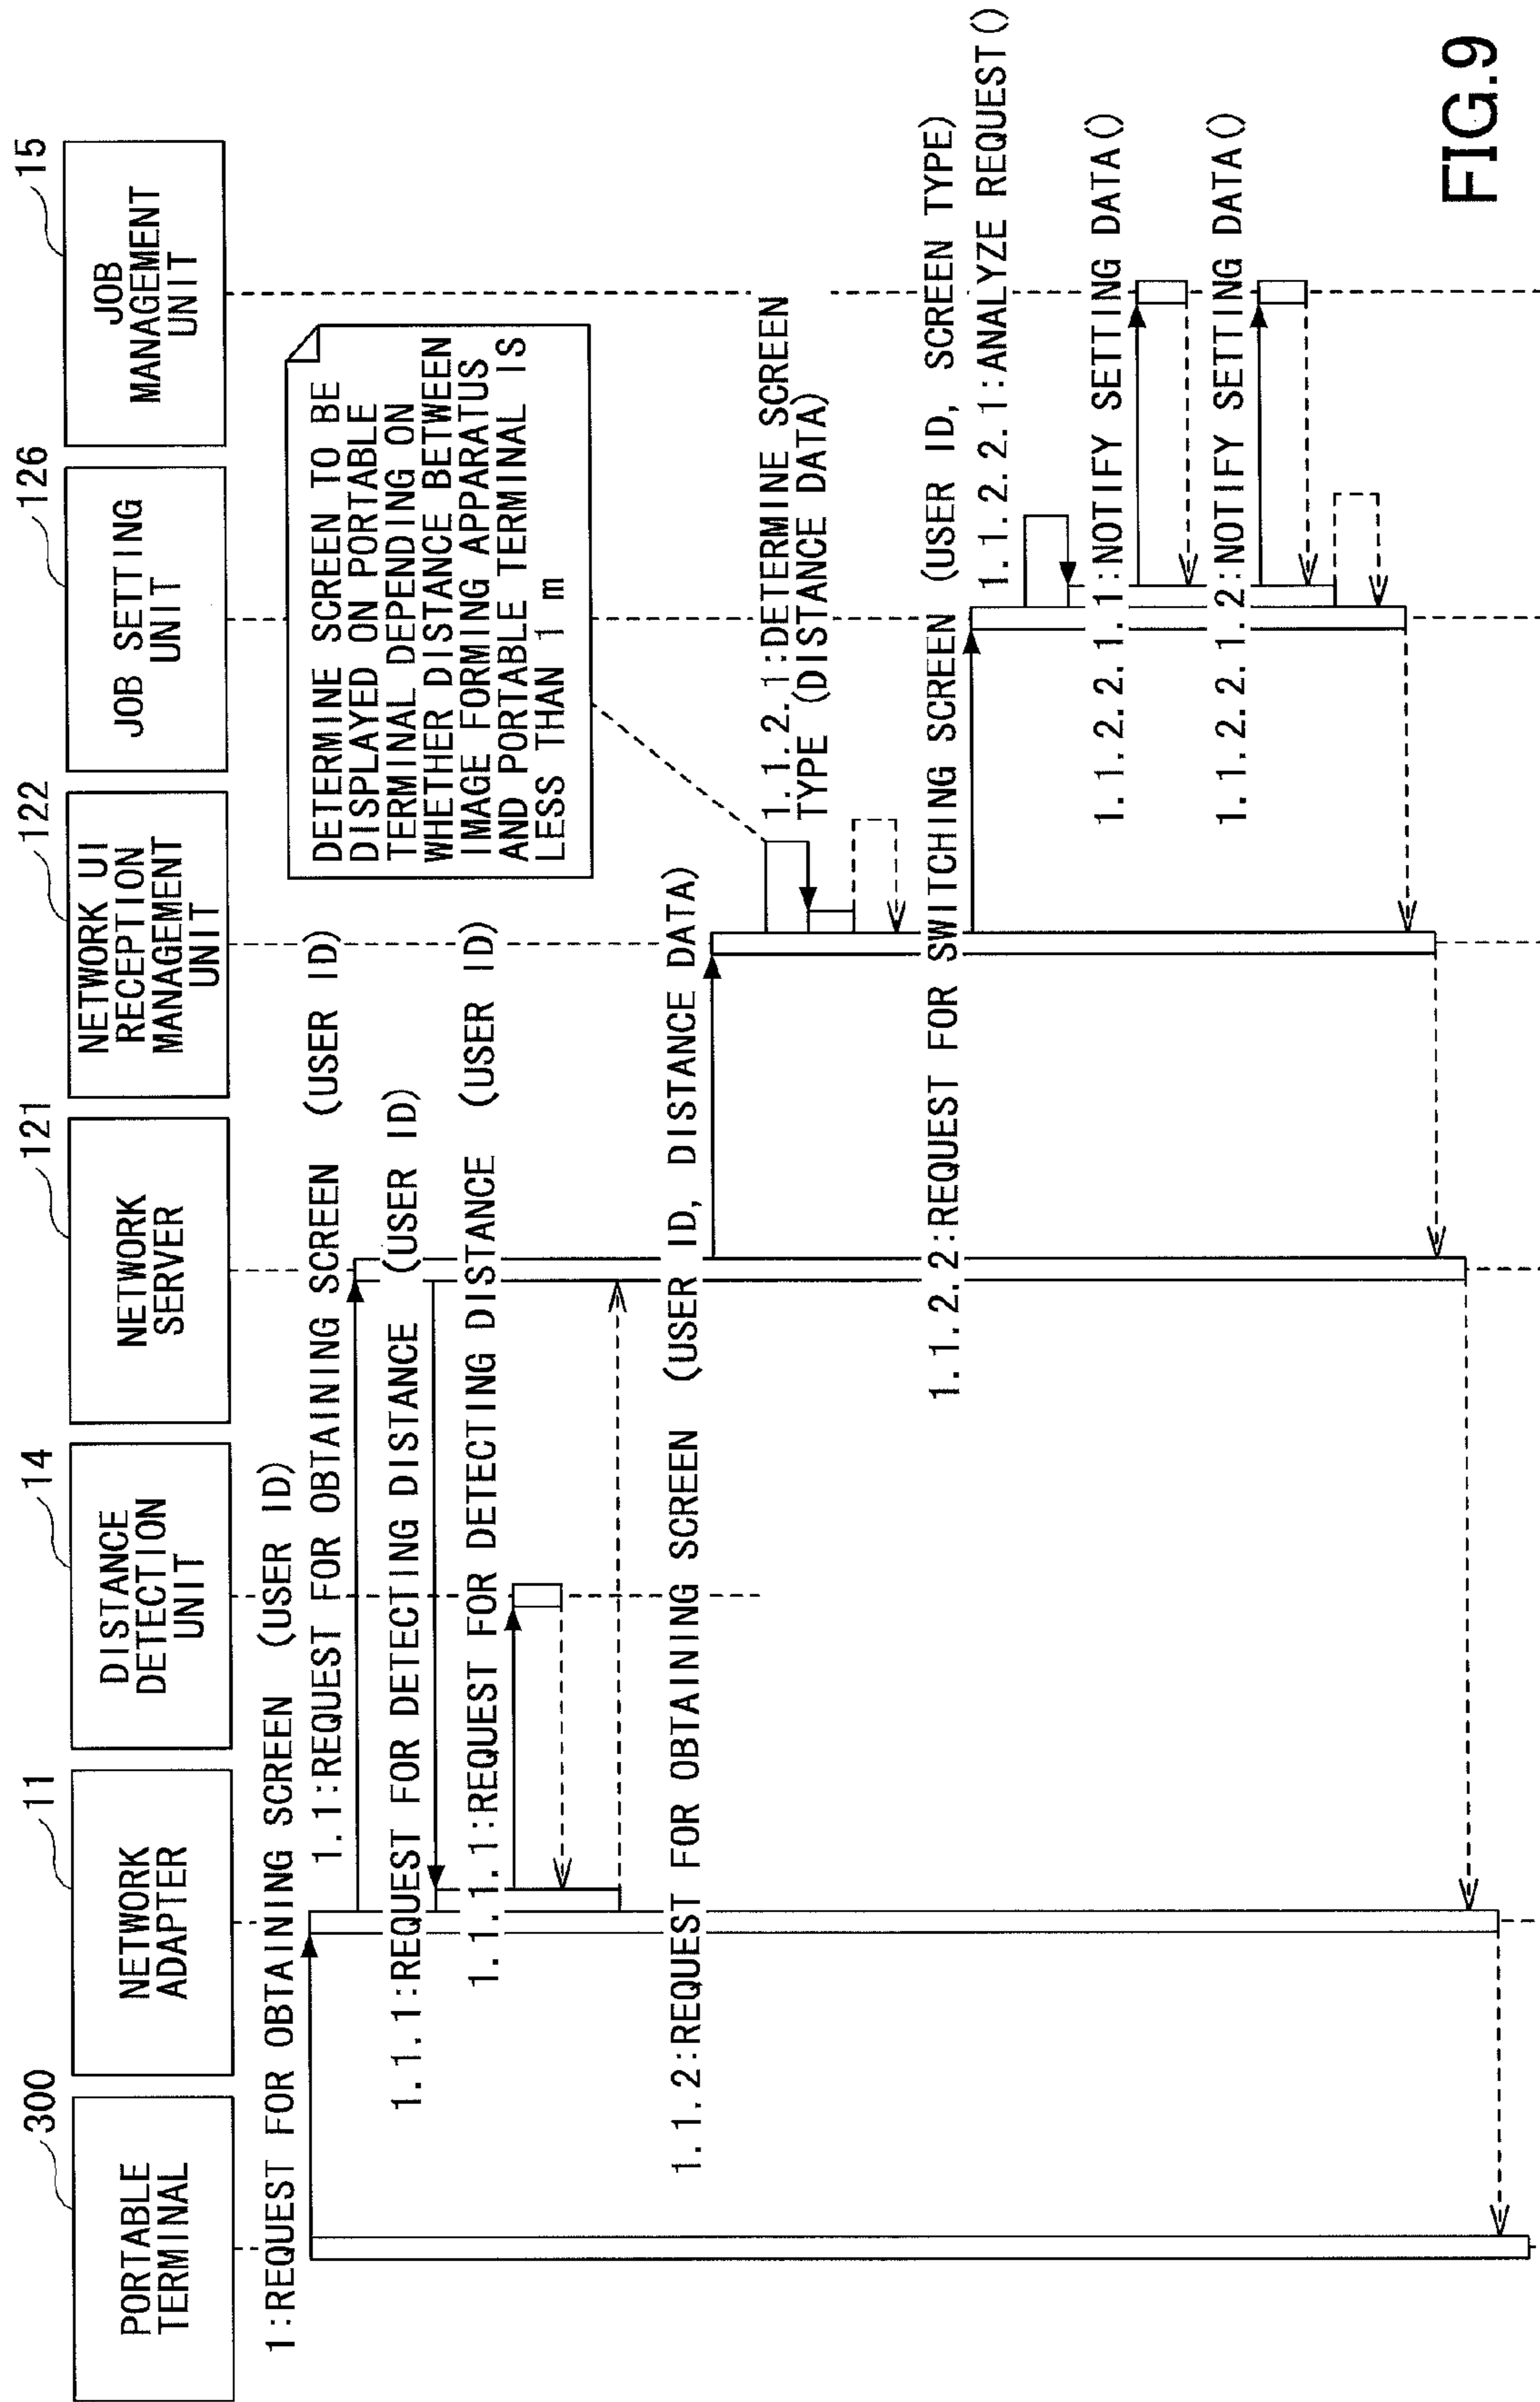 300
PORTABLE
TERMINAL
11
NETWORK
ADAPTER
14
DISTANCE
DETECTION
UNIT
121
NETWORK
SERVER
122
NETWORK UI
RECEPTION
MANAGEMENT
UNIT
126
JOB SETTING
UNIT
15
JOB
MANAGEMENT
UNIT
1:REQUEST FOR OBTAINING SCREEN (USER ID)
1.1:REQUEST FOR OBTAINING SCREEN (USER ID)
1.1.1:REQUEST FOR DETECTING DISTANCE (USER ID)
1.1.1.1:REQUEST FOR DETECTING DISTANCE (USER ID)
DETERMINE SCREEN TO BE
DISPLAYED ON PORTABLE
TERMINAL DEPENDING ON
WHETHER DISTANCE BETWEEN
IMAGE FORMING APPARATUS
AND PORTABLE TERMINAL IS
LESS THAN 1 m
1.1.2:REQUEST FOR OBTAINING SCREEN (USER ID, DISTANCE DATA)
1.1.2.1:DETERMINE SCREEN
TYPE (DISTANCE DATA)
1.1.2.2:REQUEST FOR SWITCHING SCREEN (USER ID, SCREEN TYPE)
1.1.2.2.1:ANALYZE REQUEST()
1.1.2.2.1.1:NOTIFY SETTING DATA()
1.1.2.2.1.2:NOTIFY SETTING DATA()
FIG.9